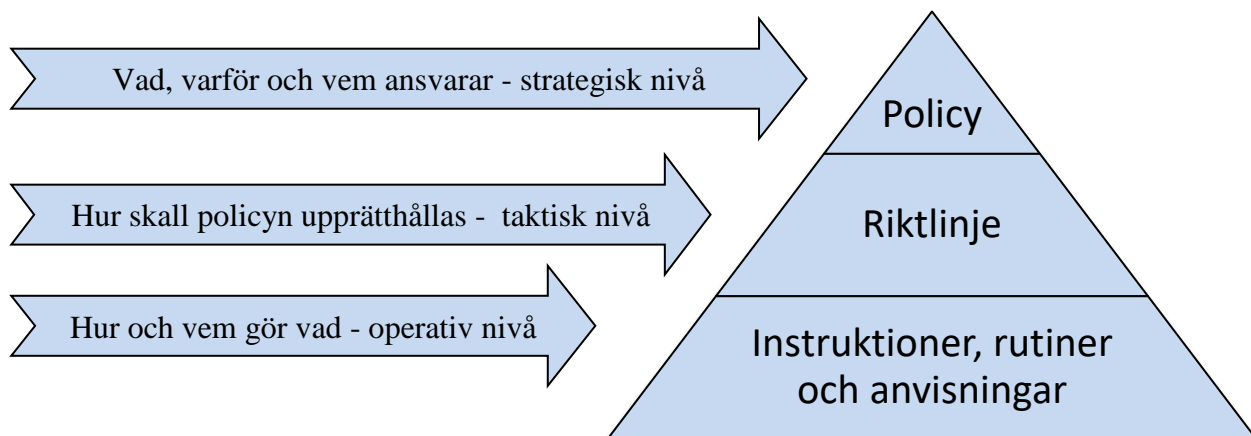 Vad, varför och vem ansvarar - strategisk nivå
Policy
Hur skall policyn upprätthållas - taktisk nivå
Riktlinje
Hur och vem gör vad - operativ nivå
Instruktioner, rutiner
och anvisningar